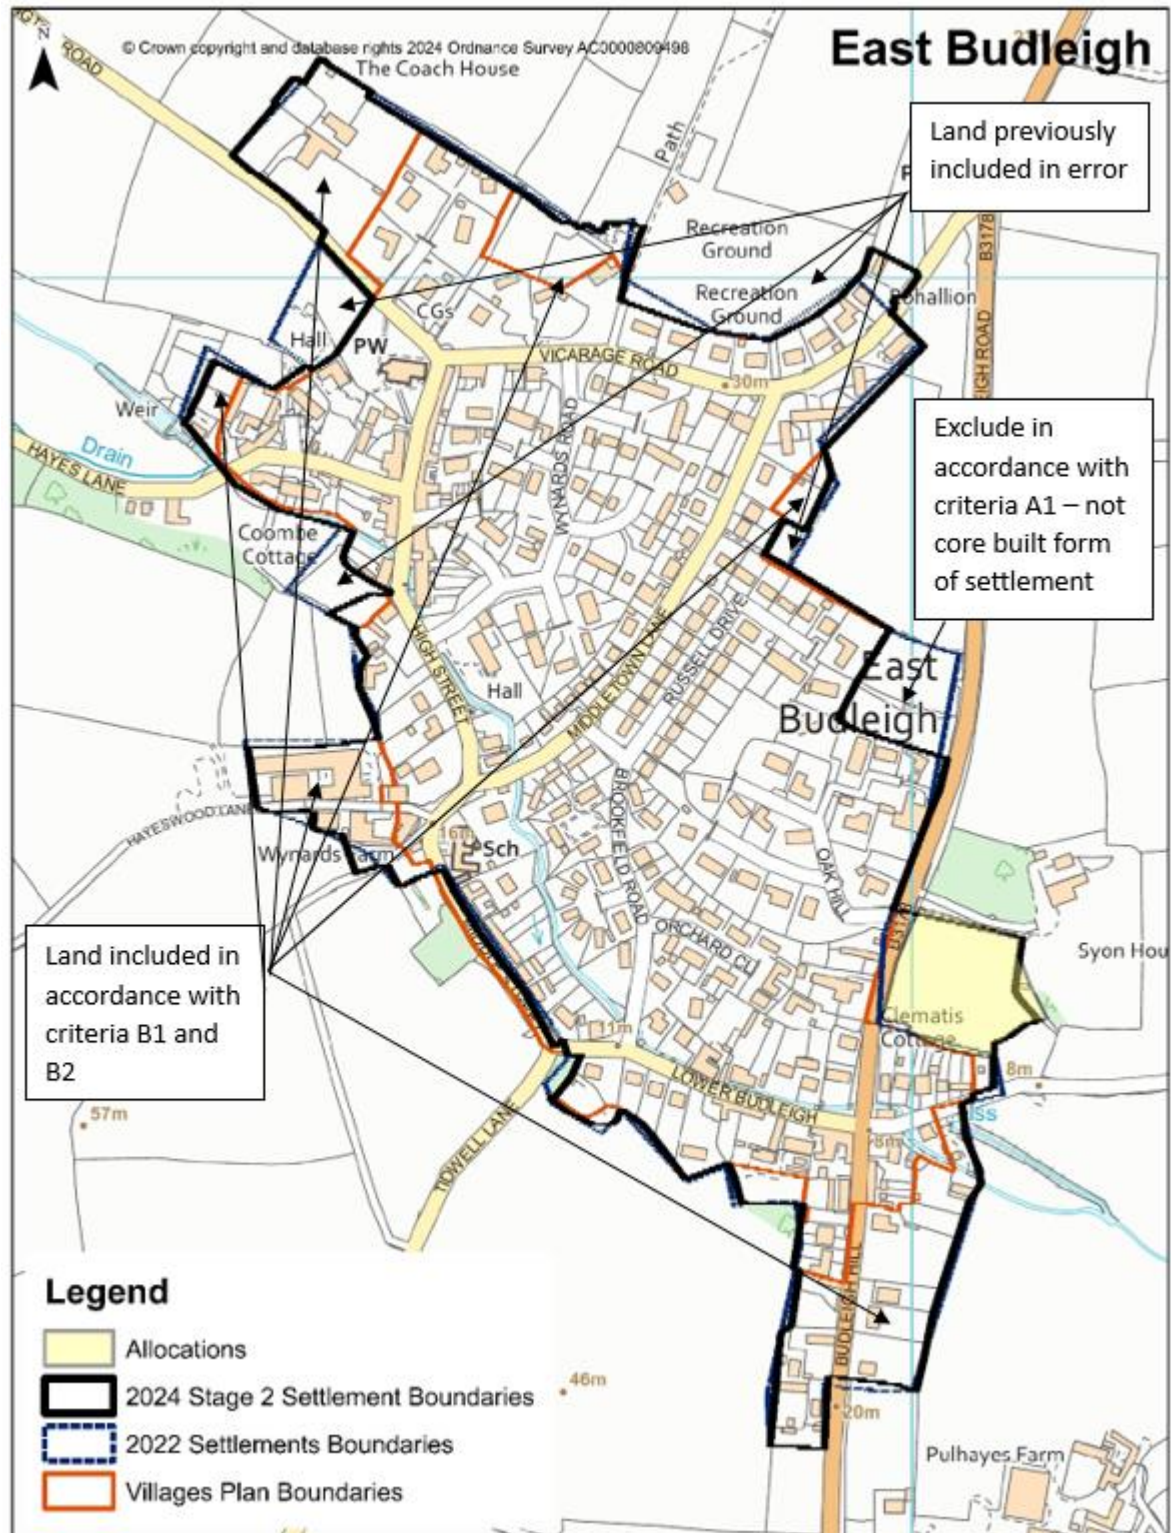 © Crown copyright and database rights 2024 Ordnance Survey AC0000809498
East Budleigh
ROAD
The Coach House
Path
Land previously
included in error
Recreation
Ground
Recreation
Ground
B3178
CGs
Hall
PW
VICARAGE ROAD
30m
Weir
Drain
HAYES LANE
WYNARDS ROAD
Coombe
Cottage
Exclude in
accordance with
criteria A1 – not
core built form
of settlement
HIGH STREET
Hall
MIDDLETOWN LANE
RUSSELL DRIVE
East
Budleigh
HAYESWOOD LANE
Wynards Farm
16m
Sch
BROOKFIELD ROAD
OAK HILL
ORCHARD CL
B3178
Syon Hou
Land included in
accordance with
criteria B1 and
B2
Clematis
Cottage
11m
8m
LOWER BUDLEIGH
Iss
8m
57m
TIDWELL LANE
BUDLEIGH HILL
Legend
Allocations
2024 Stage 2 Settlement Boundaries
2022 Settlements Boundaries
Villages Plan Boundaries
46m
20m
Pulhayes Farm